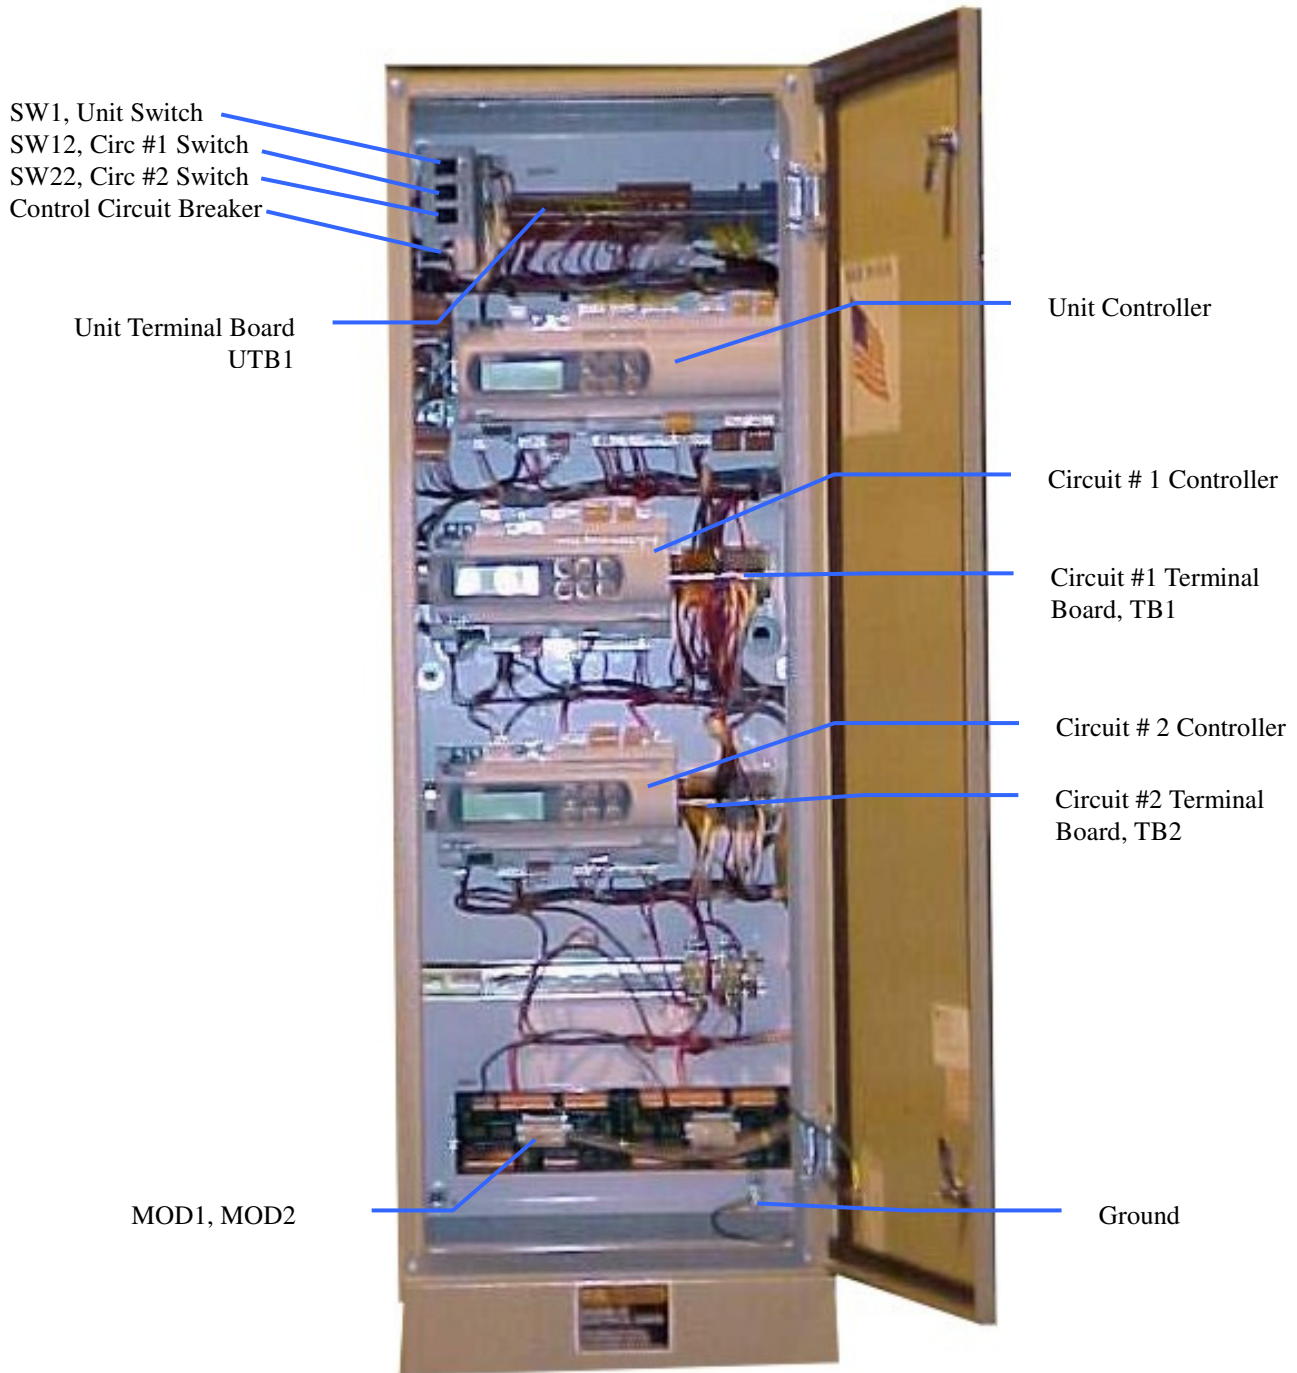 SW1, Unit Switch
SW12, Circ #1 Switch
SW22, Circ #2 Switch
Control Circuit Breaker
Unit Terminal Board
UTB1
Unit Controller
Circuit # 1 Controller
Circuit #1 Terminal
Board, TB1
Circuit # 2 Controller
Circuit #2 Terminal
Board, TB2
MOD1, MOD2
Ground